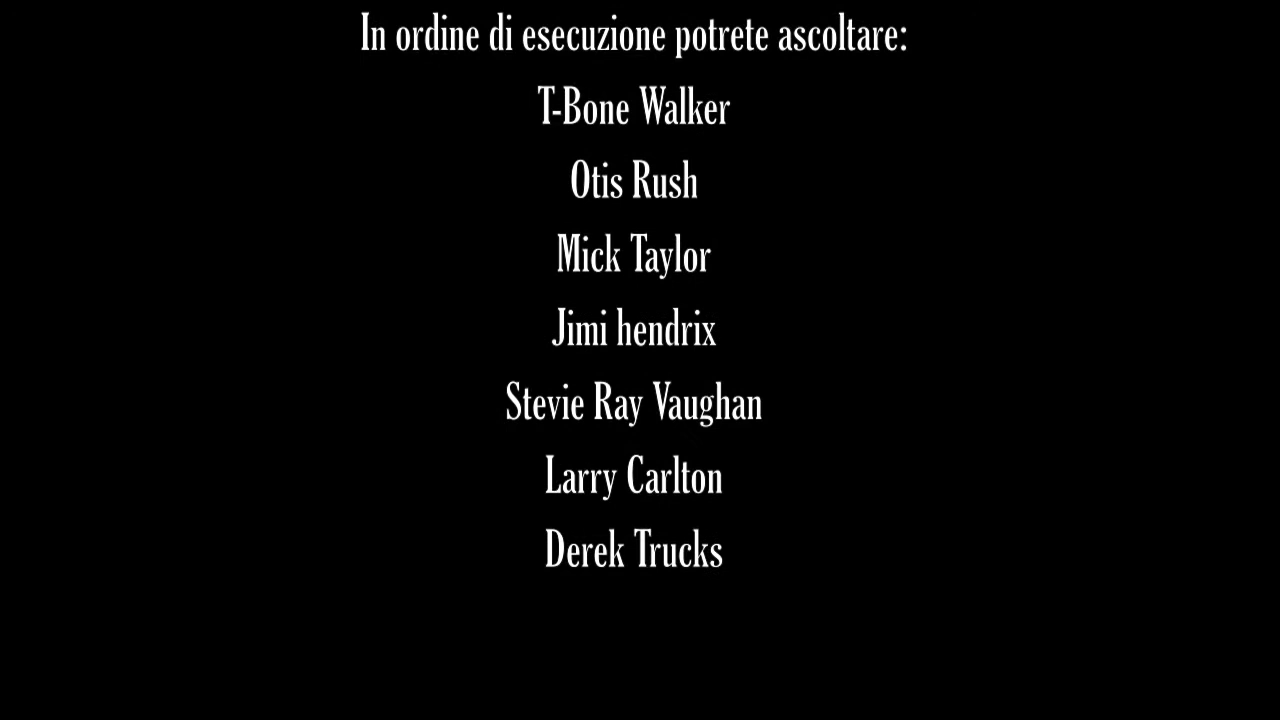 In ordine di esecuzione potrete ascoltare:
T-Bone Walker
Otis Rush
Mick Taylor
Jimi hendrix
Stevie Ray Vaughan
Larry Carlton
Derek Trucks